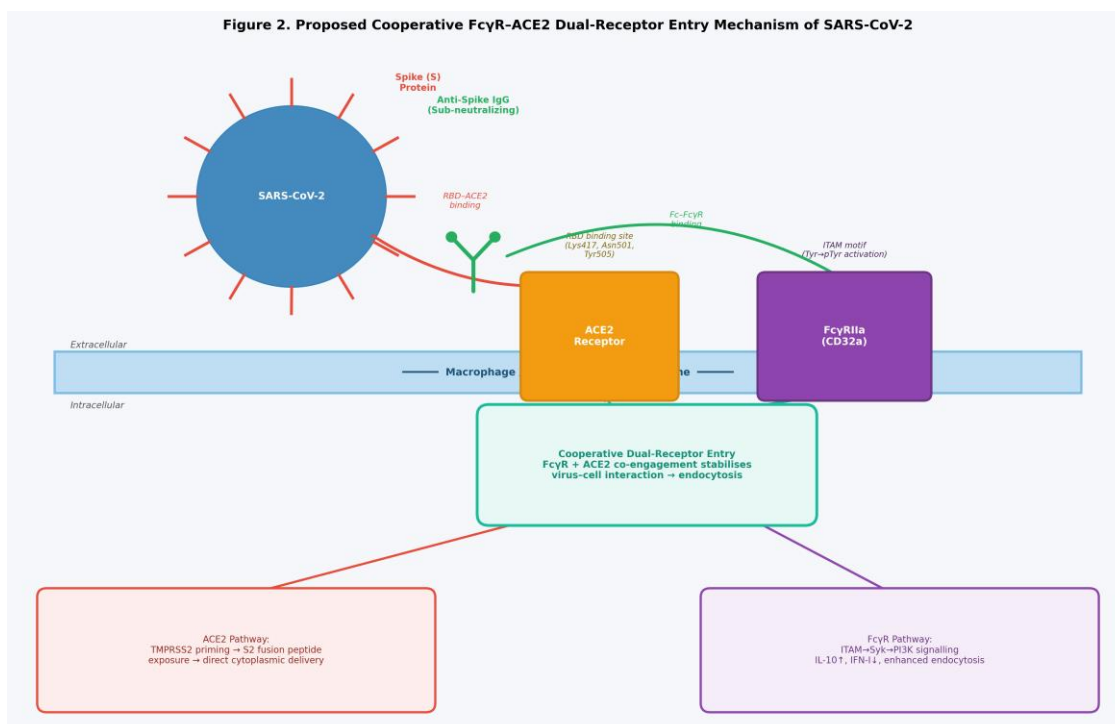 Figure 2. Proposed Cooperative FcγR–ACE2 Dual-Receptor Entry Mechanism of SARS-CoV-2
Spike (S)
Protein
Anti-Spike IgG
(Sub-neutralizing)
SARS-CoV-2
RBD–ACE2
binding
Fc–FcγR
binding
RBD binding site
(Lys417, Asn501,
Tyr505)
ITAM motif
(Tyr→pTyr activation)
ACE2
Receptor
FcγRIIa
(CD32a)
Extracellular
Macrophage
Intracellular
Cooperative Dual-Receptor Entry
FcγR + ACE2 co-engagement stabilises
virus–cell interaction → endocytosis
ACE2 Pathway:
TMPRSS2 priming → S2 fusion peptide
exposure → direct cytoplasmic delivery
FcγR Pathway:
ITAM→Syk→PI3K signalling
IL-10↑, IFN-I↓, enhanced endocytosis